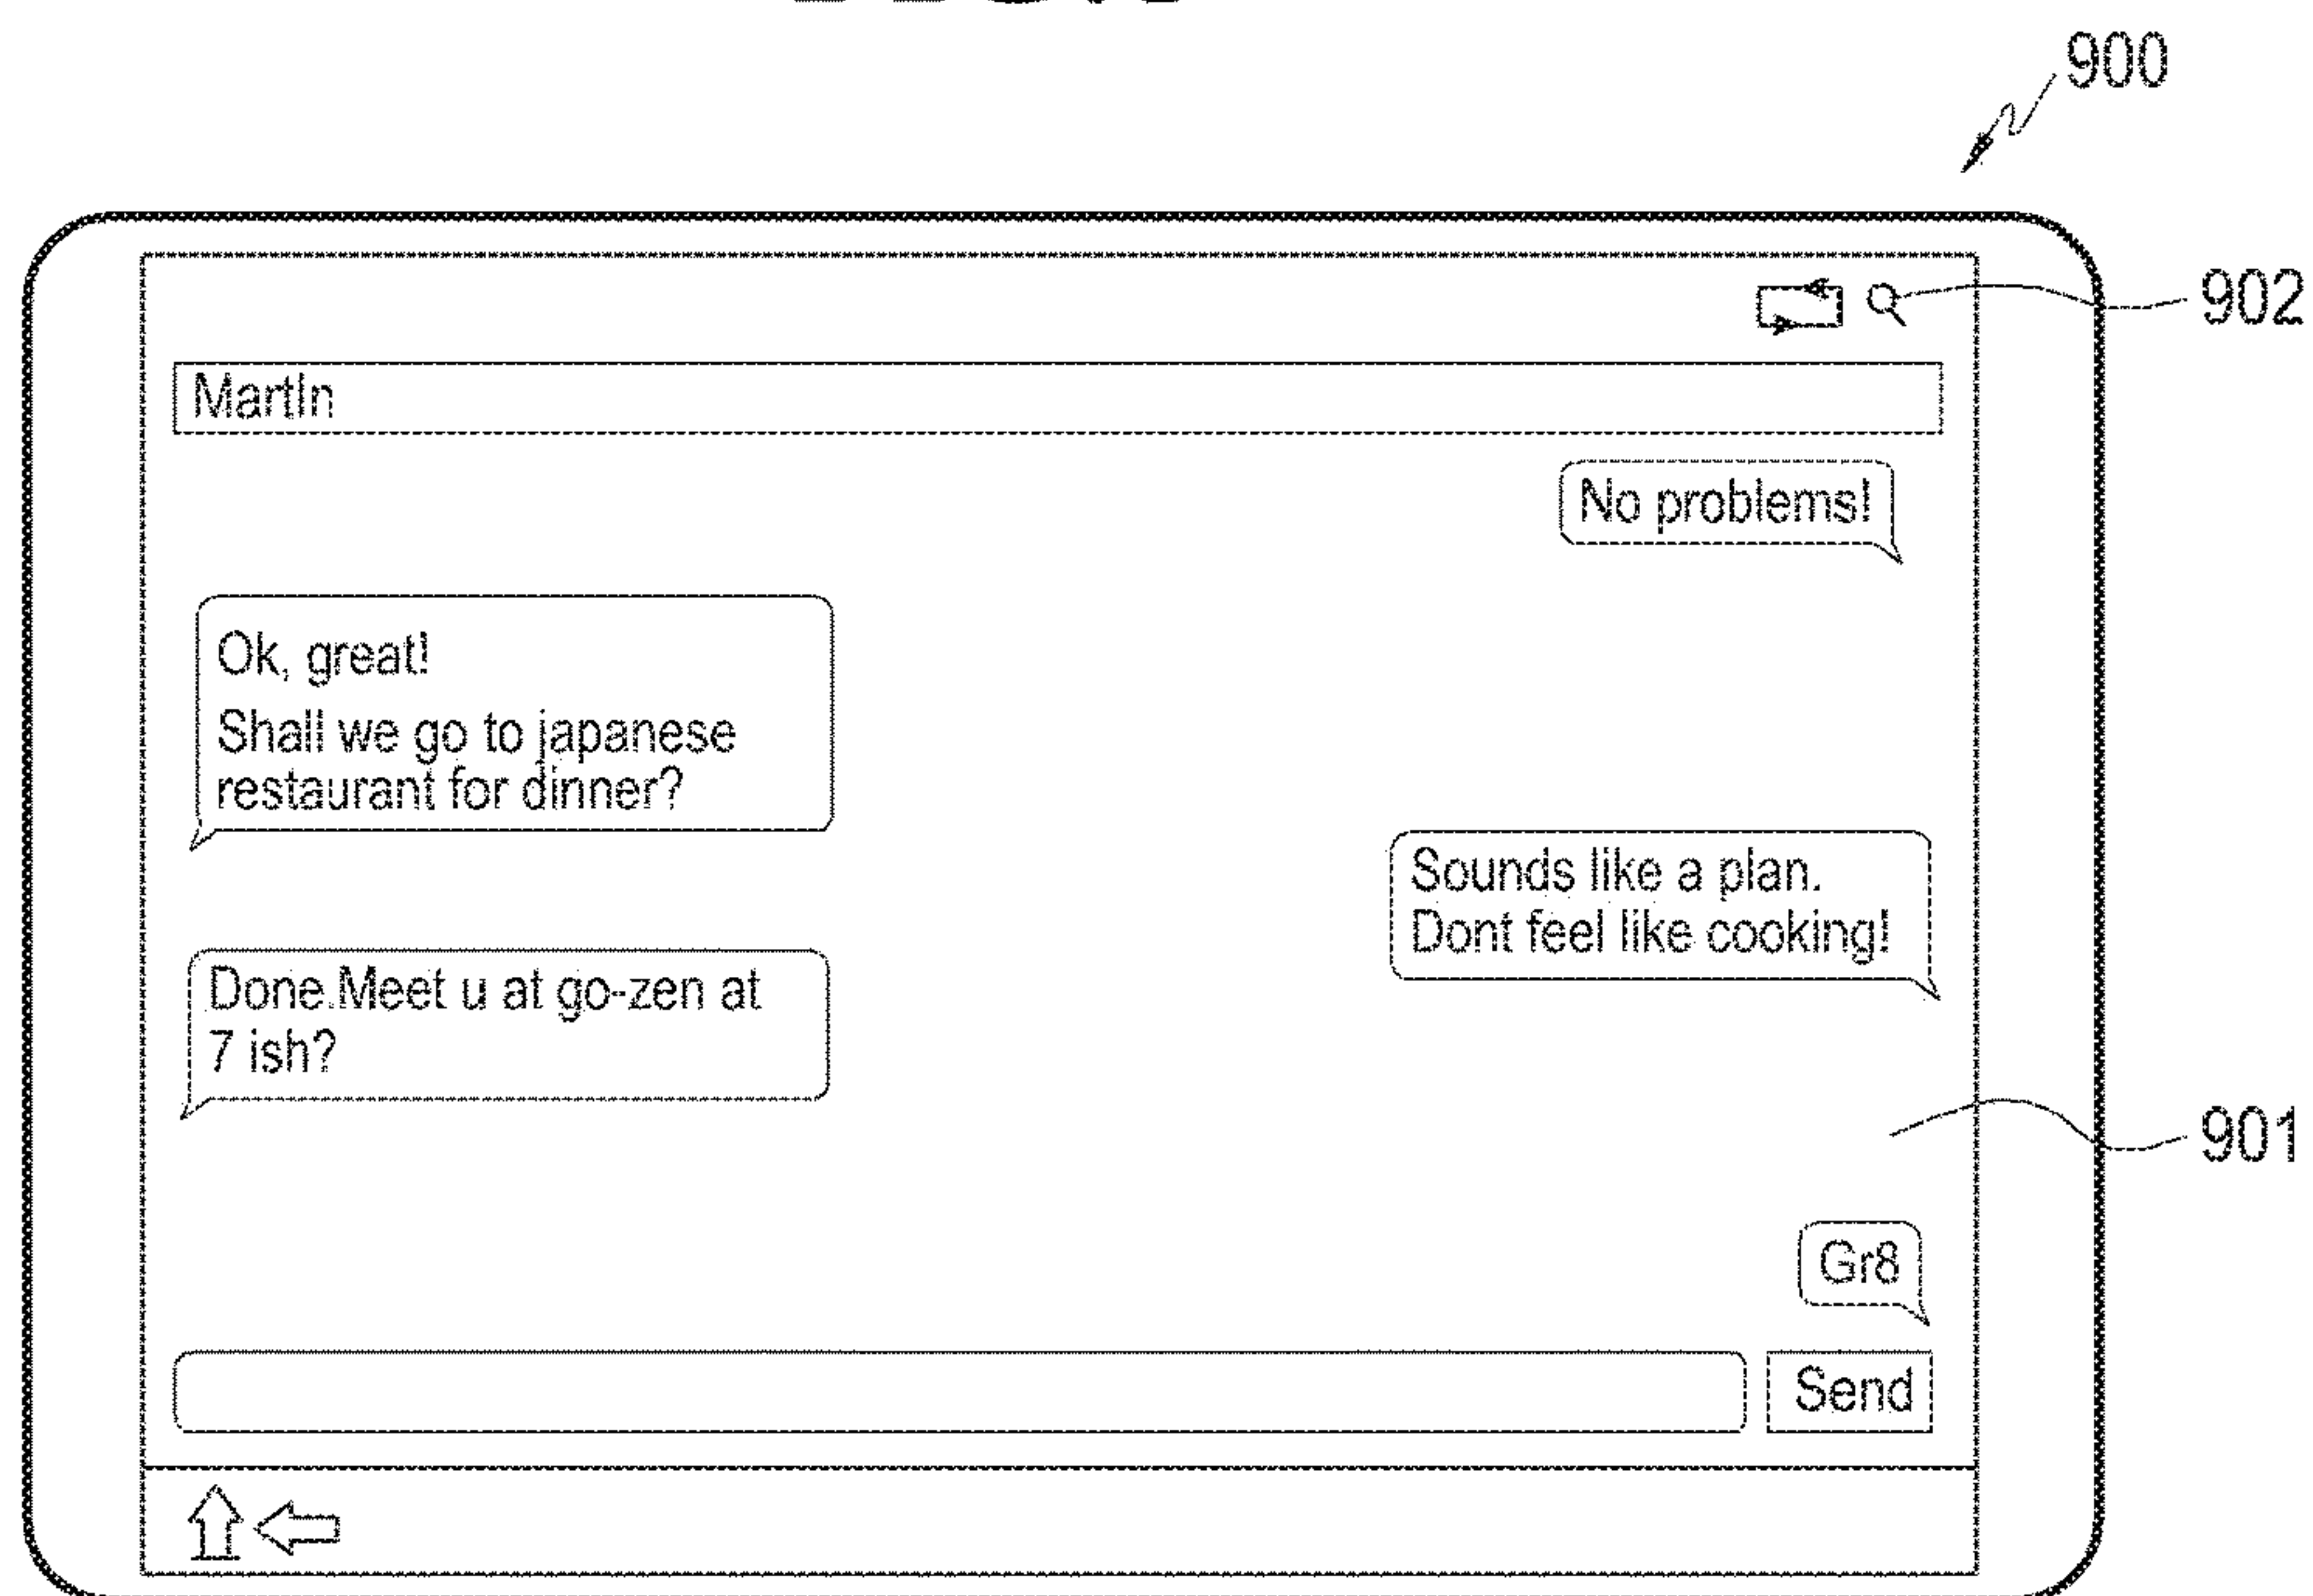 900
902
Martin
No problems!
Ok, great!
Shall we go to japanese
restaurant for dinner?
Sounds like a plan.
Dont feel like cooking!
Done.Meet u at go-zen at
7 ish?
901
Gr8
Send